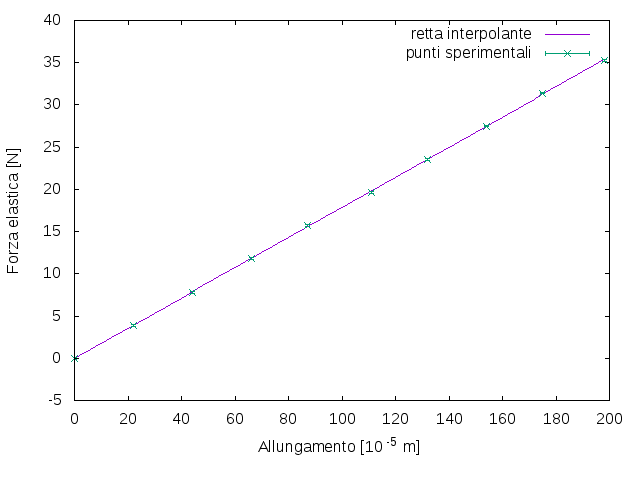 retta interpolante
punti sperimentali
40
35
30
25
20
15
10
5
0
-5
Forza elastica [N]
0 20 40 60 80 100 120 140 160 180 200
Allungamento [10⁻⁵ m]